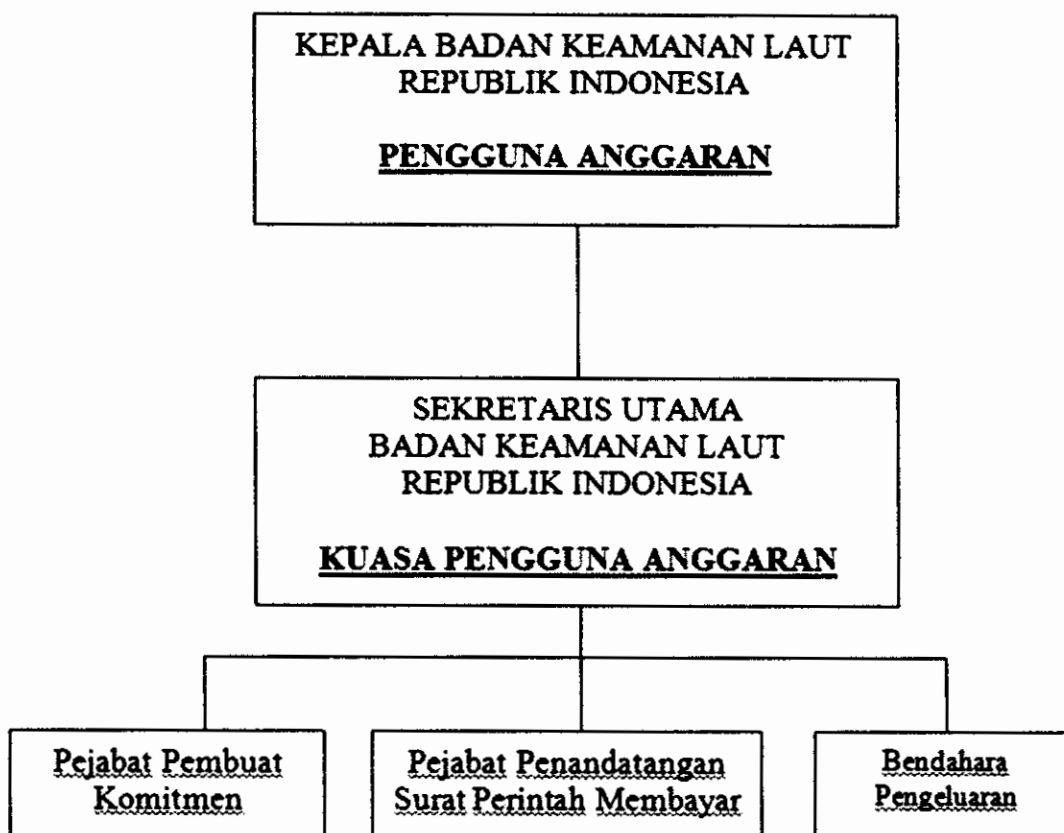 KEPALA BADAN KEAMANAN LAUT
REPUBLIK INDONESIA
PENGGUNA ANGGARAN
SEKRETARIS UTAMA
BADAN KEAMANAN LAUT
REPUBLIK INDONESIA
KUASA PENGGUNA ANGGARAN
Pejabat Pembuat
Komitmen
Pejabat Penandatangan
Surat Perintah Membayar
Bendahara
Pengeluaran